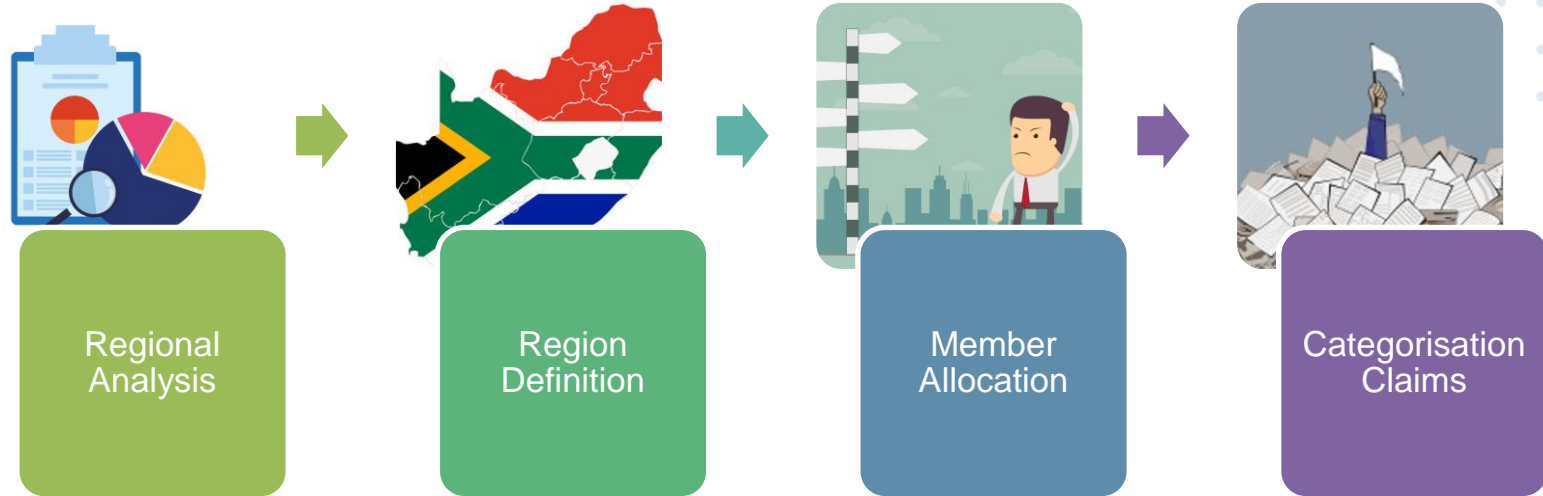 Regional
Analysis
Region
Definition
Member
Allocation
Categorisation
Claims